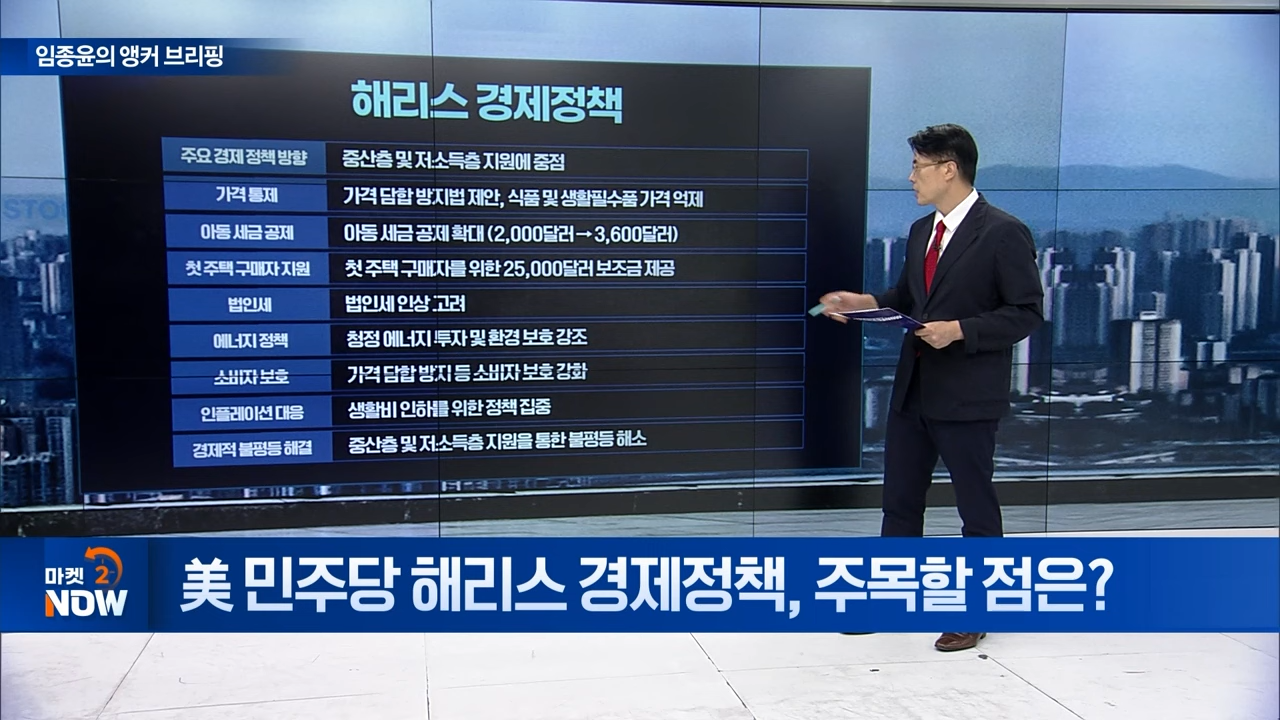 임종윤의 앵커 브리핑
해리스 경제정책
주요 경제 정책 방향 중산층 및 저소득층 지원에 중점
가격 통제 가격 담합 방지법 제안, 식품 및 생활필수품 가격 억제
아동 세금 공제 아동 세금 공제 확대 (2,000달러→3,600달러)
첫 주택 구매자 지원 첫 주택 구매자를 위한 25,000달러 보조금 제공
법인세 법인세 인상 고려
에너지 정책 청정 에너지 투자 및 환경 보호 강조
소비자 보호 가격 담합 방지 등 소비자 보호 강화
인플레이션 대응 생활비 인하를 위한 정책 집중
경제적 불평등 해결 중산층 및 저소득층 지원을 통한 불평등 해소
마켓 2
NOW
美 민주당 해리스 경제정책, 주목할 점은?